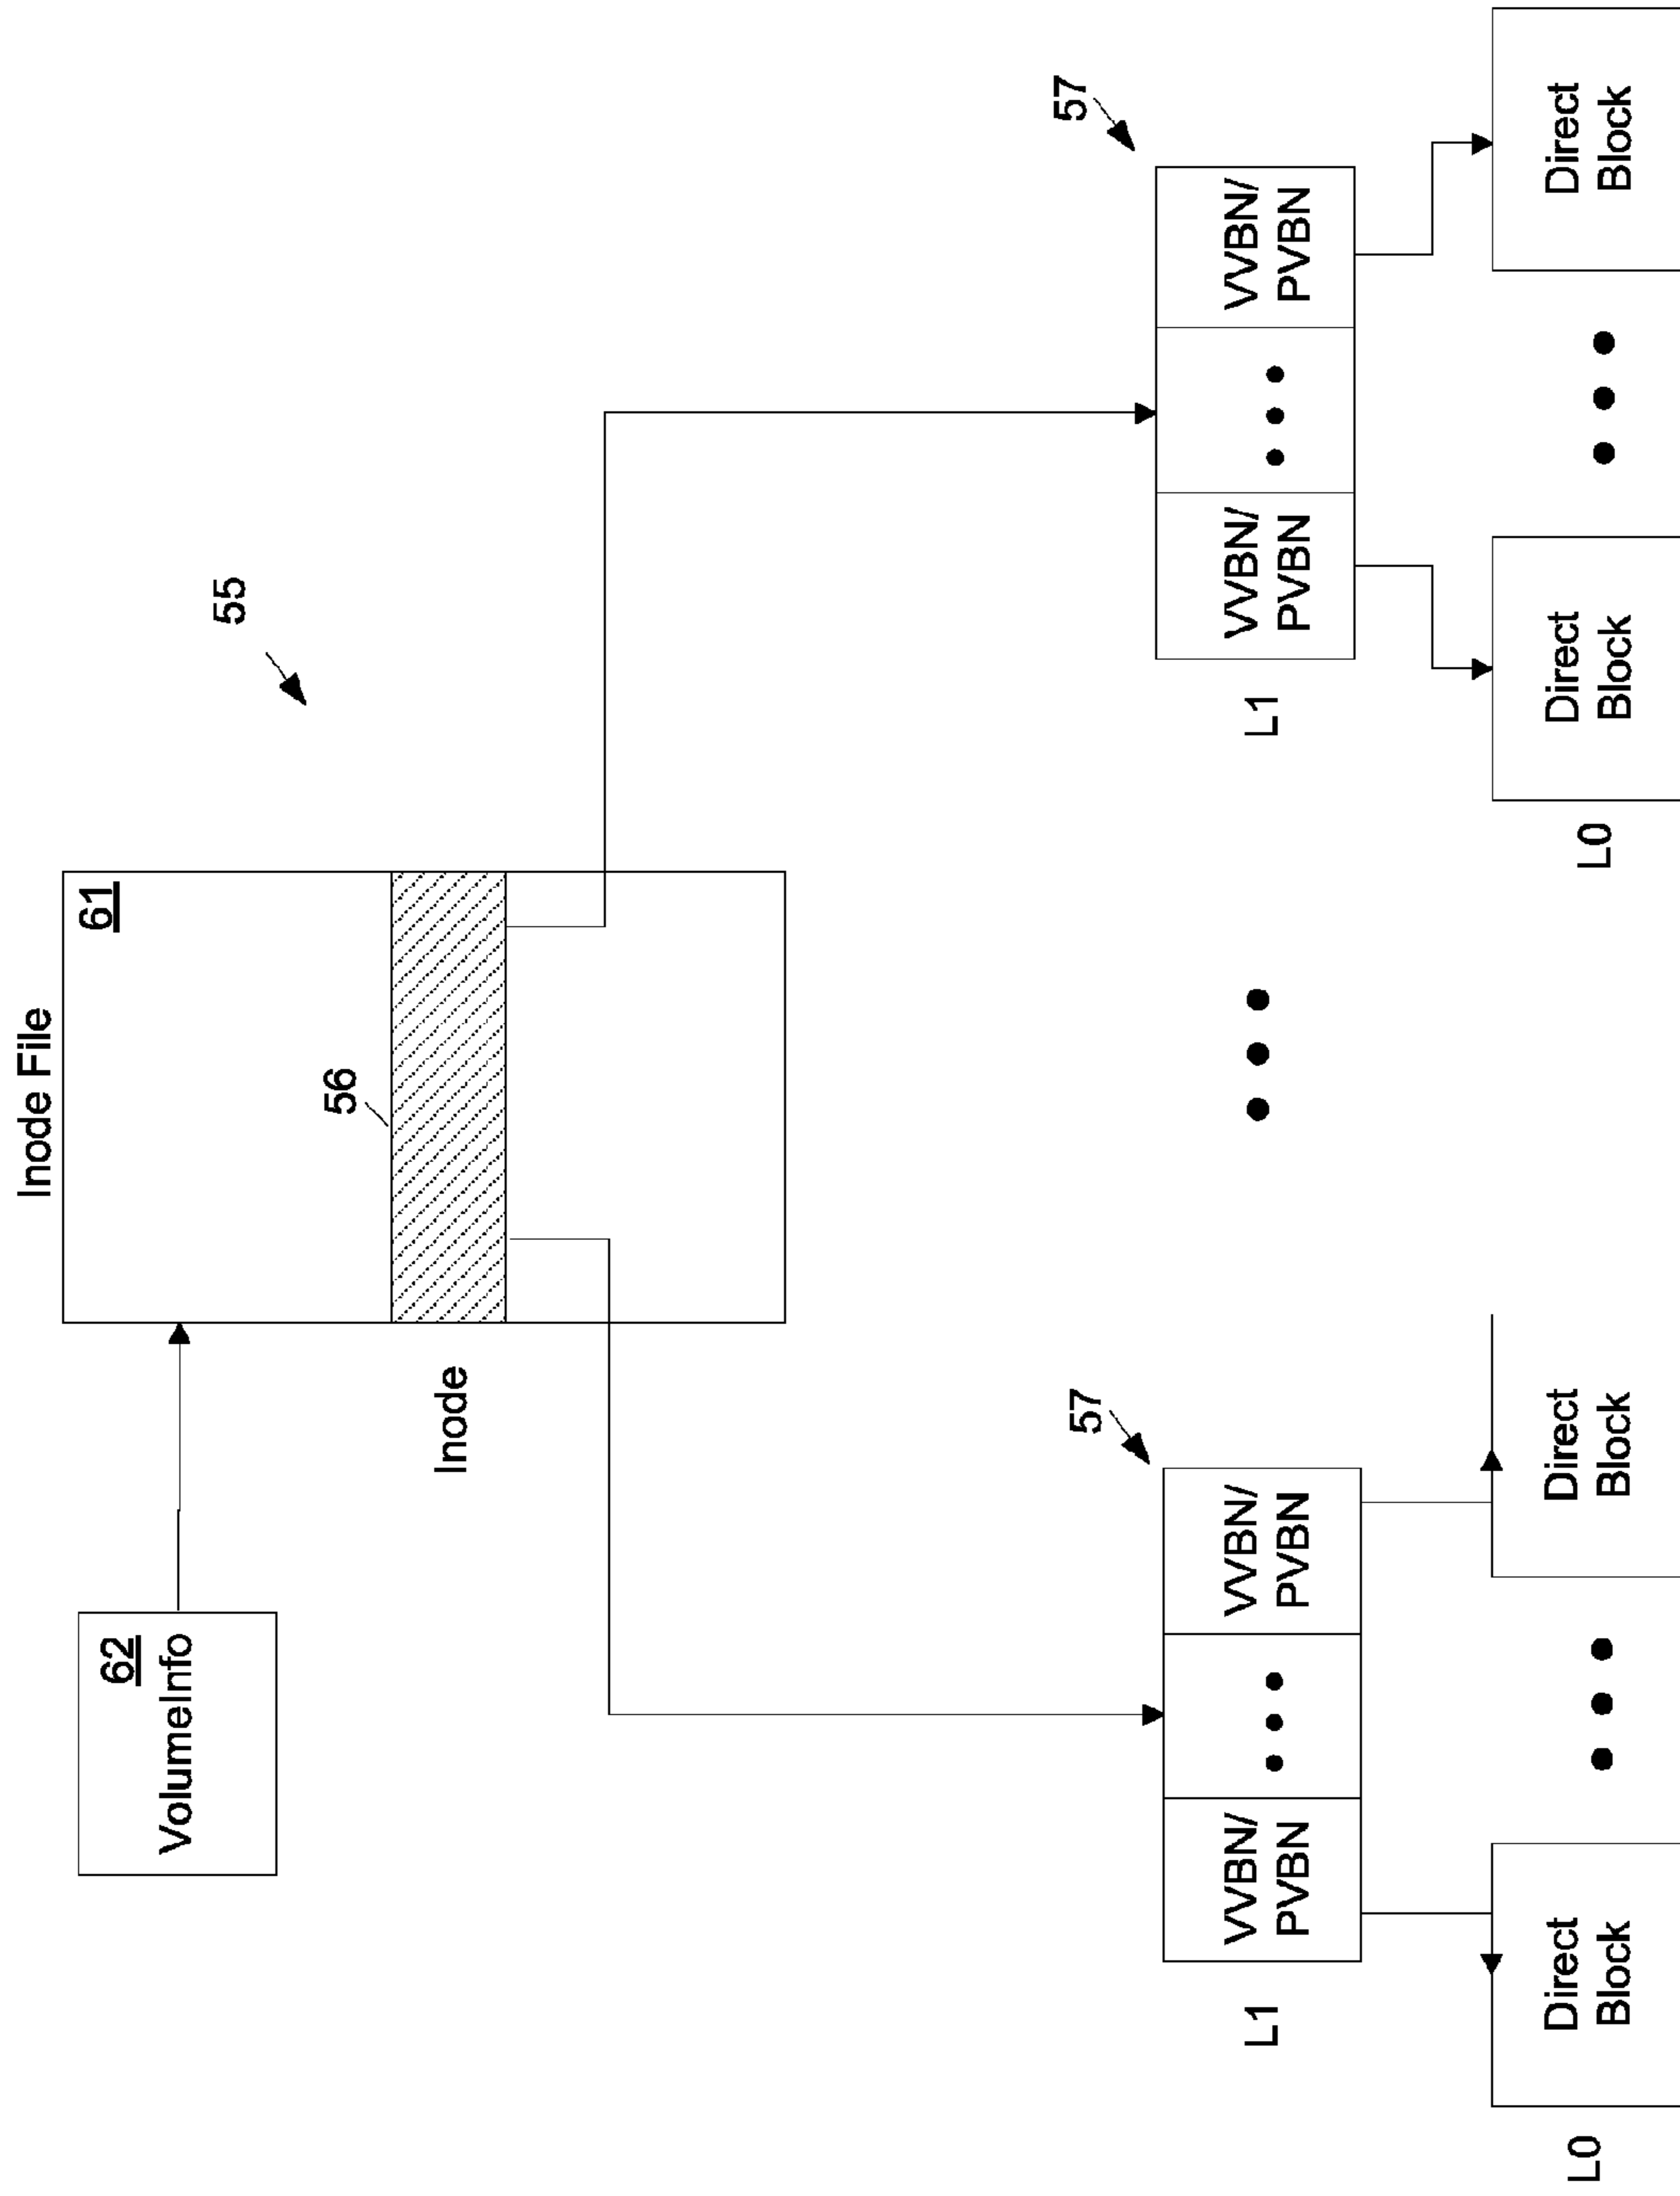 Inode File
62
VolumeInfo
61
55
56
Inode
57
57
L1
VVBN/
PVBN
VVBN/
PVBN
L1
VVBN/
PVBN
VVBN/
PVBN
L0
Direct
Block
Direct
Block
L0
Direct
Block
Direct
Block